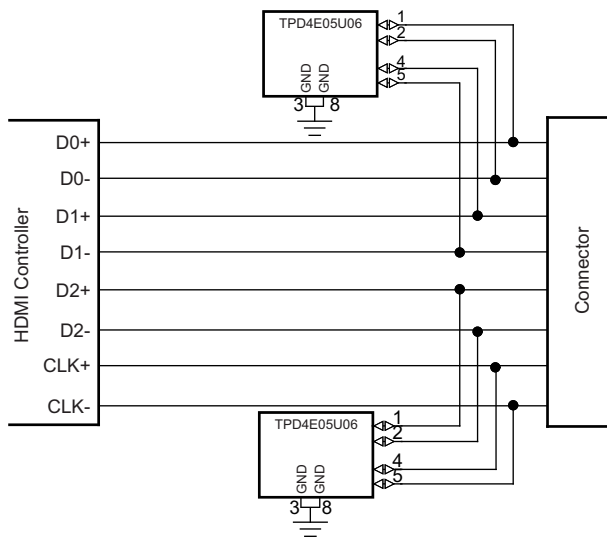 TPD4E05U06
1
2
4
5
GND
GND
3
8
HDMI Controller
D0+
D0-
D1+
D1-
D2+
D2-
CLK+
CLK-
Connector
TPD4E05U06
1
2
4
5
GND
GND
3
8